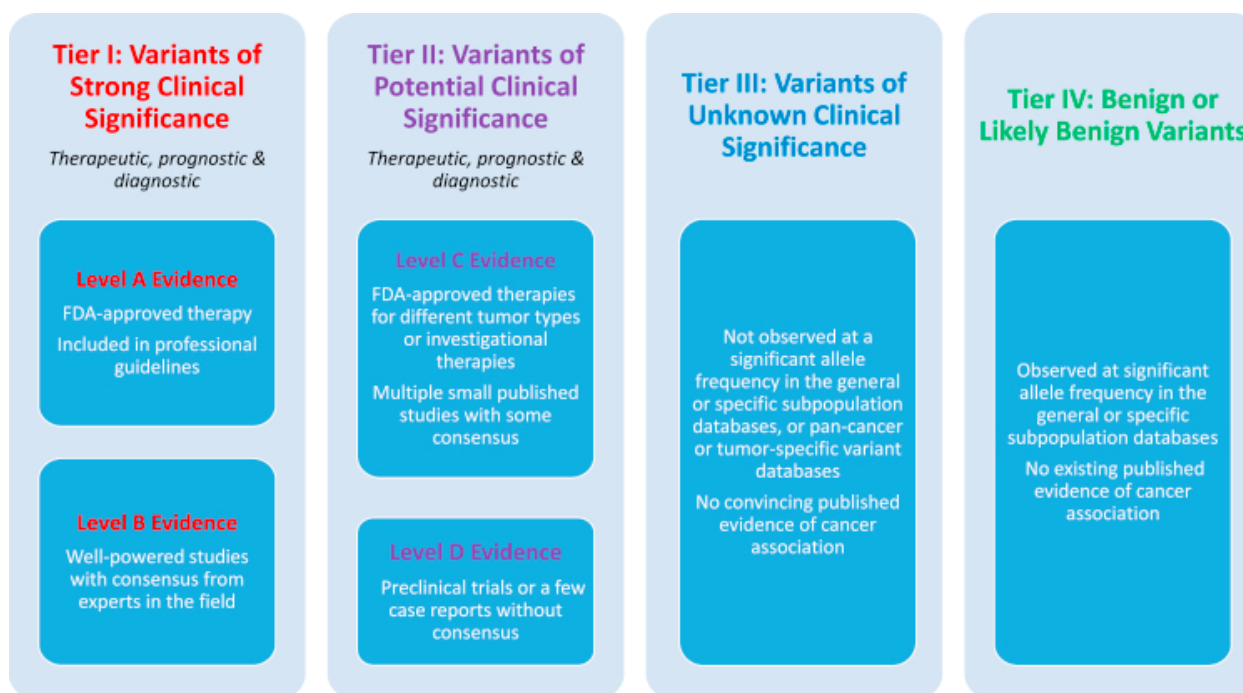 Tier I: Variants of
Strong Clinical
Significance
Therapeutic, prognostic &
diagnostic
Level A Evidence
FDA-approved therapy
Included in professional
guidelines
Level B Evidence
Well-powered studies
with consensus from
experts in the field
Tier II: Variants of
Potential Clinical
Significance
Therapeutic, prognostic &
diagnostic
Level C Evidence
FDA-approved therapies
for different tumor types
or investigational
therapies
Multiple small published
studies with some
consensus
Level D Evidence
Preclinical trials or a few
case reports without
consensus
Tier III: Variants of
Unknown Clinical
Significance
Not observed at a
significant allele
frequency in the general
or specific subpopulation
databases, or pan-cancer
or tumor-specific variant
databases
No convincing published
evidence of cancer
association
Tier IV: Benign or
Likely Benign Variants
Observed at significant
allele frequency in the
general or specific
subpopulation databases
No existing published
evidence of cancer
association